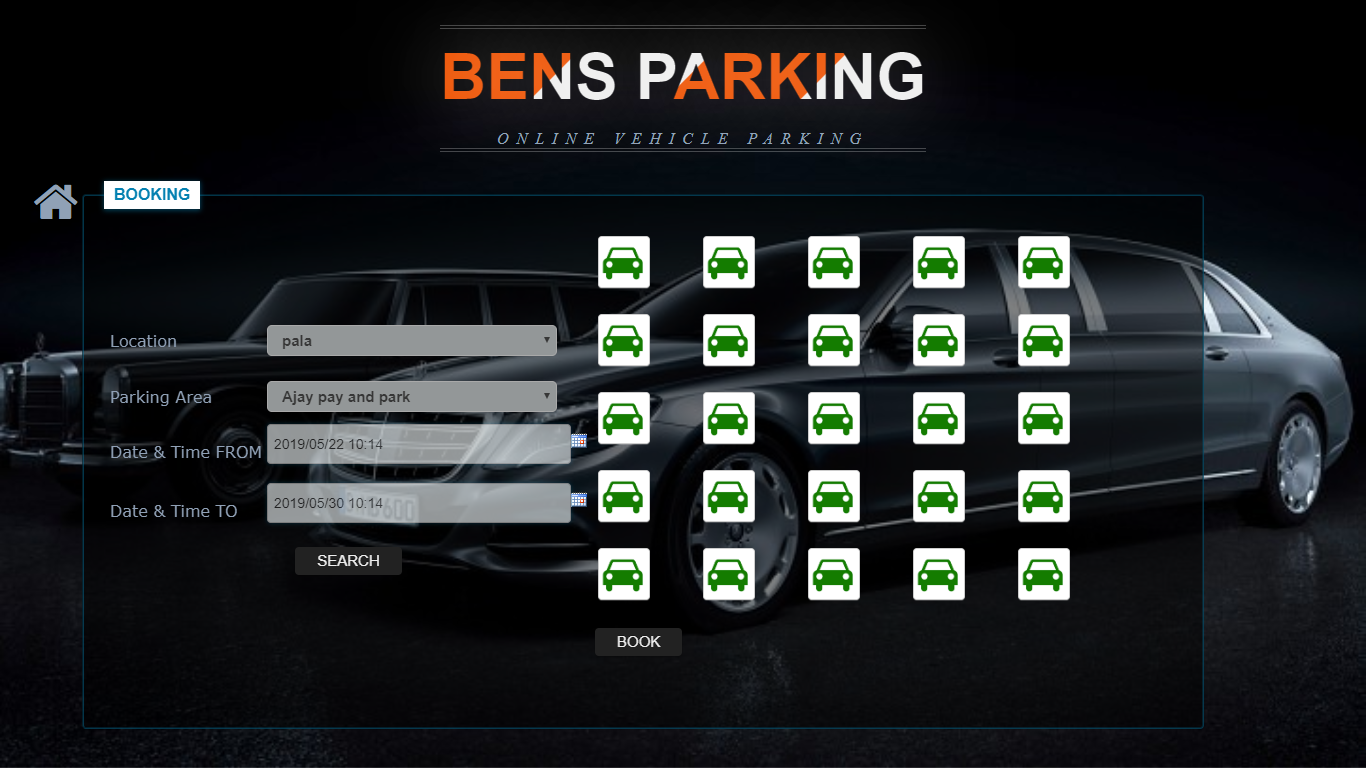 BENS PARKING
ONLINE VEHICLE PARKING
BOOKING
Location
pala
Parking Area
Ajay pay and park
Date & Time FROM
2019/05/22 10:14
Date & Time TO
2019/05/30 10:14
SEARCH
BOOK